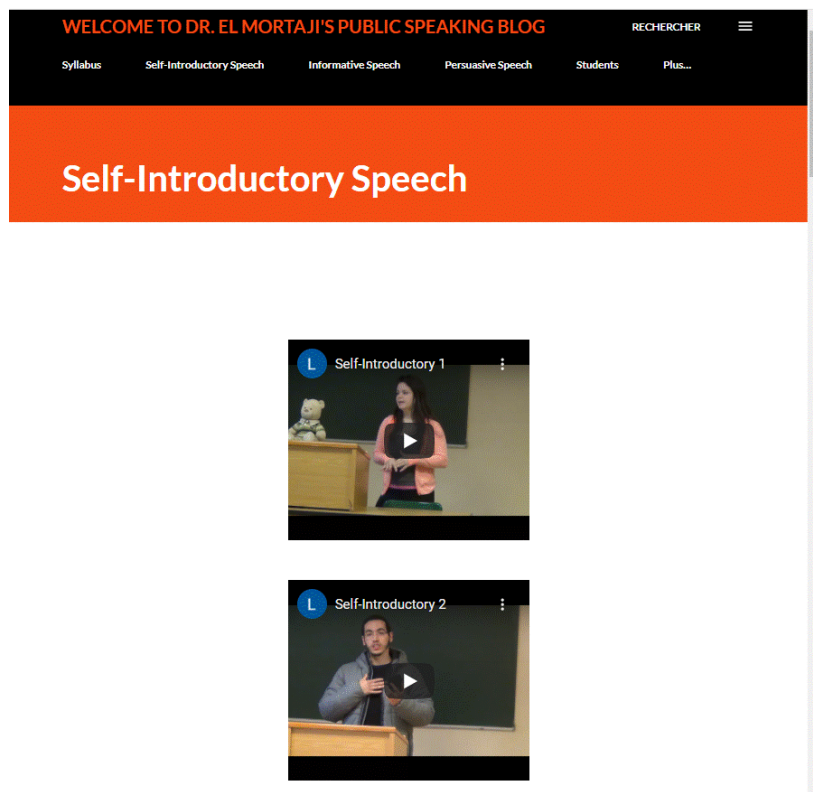 WELCOME TO DR. EL MORTAJI'S PUBLIC SPEAKING BLOG
RECHERCHER
Syllabus Self-Introductory Speech Informative Speech Persuasive Speech Students Plus...
Self-Introductory Speech
L Self-Introductory 1
L Self-Introductory 2